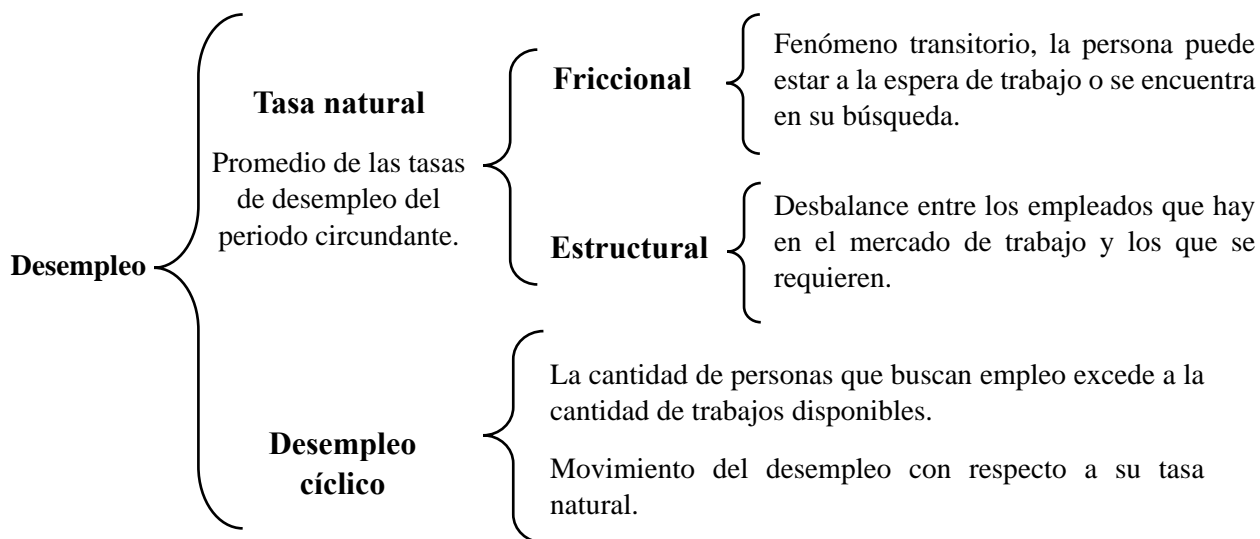 Desempleo
Tasa natural
Promedio de las tasas
de desempleo del
periodo circundante.
Friccional
Fenómeno transitorio, la persona puede
estar a la espera de trabajo o se encuentra
en su búsqueda.
Estructural
Desbalance entre los empleados que hay
en el mercado de trabajo y los que se
requieren.
Desempleo
cíclico
La cantidad de personas que buscan empleo excede a la
cantidad de trabajos disponibles.
Movimiento del desempleo con respecto a su tasa
natural.